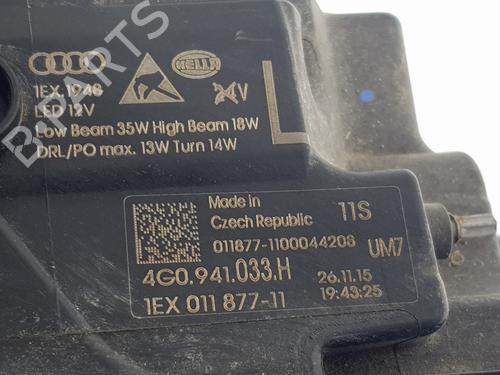 B-PARTS
HELLA
1EX.1948
LED 12V
24V
Low Beam 35W High Beam 18W
DRL/PO max. 13W Turn 14W
L
Made in
Czech Republic
11S
011877-1100044208
UM7
4G0.941.033.H
26.11.15
1EX 011 877-11
19:43:25